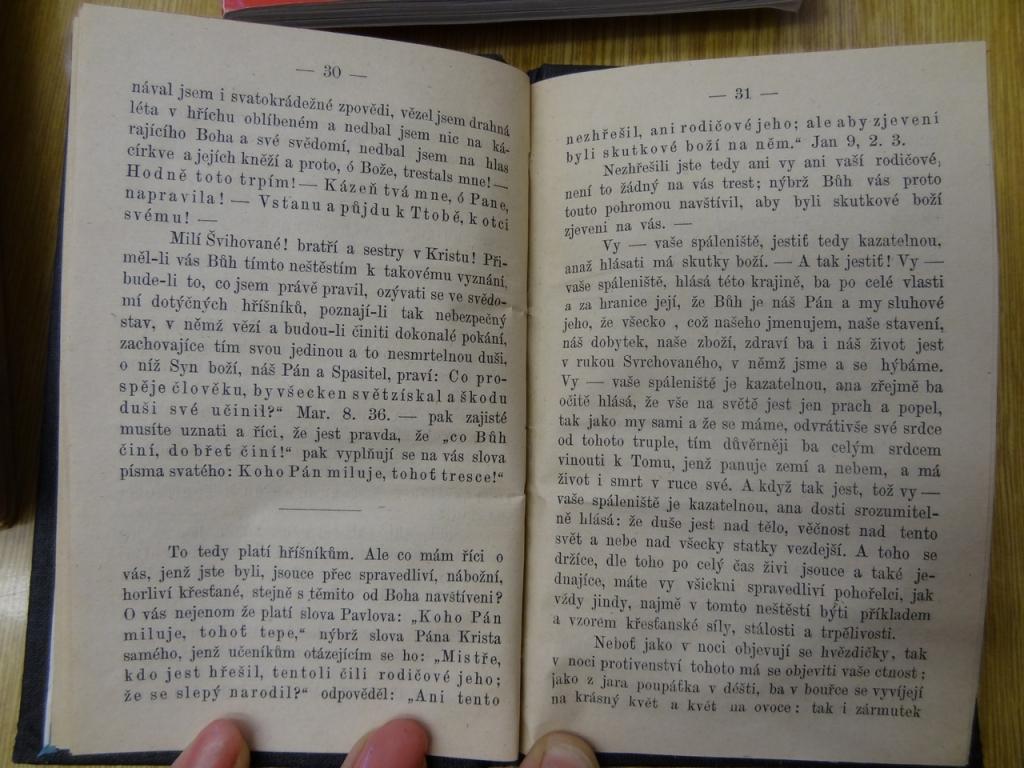 — 30 —
nával jsem i svatokrádežné zpovědi, vězel jsem drahná
léta v hříchu oblíbeném a nedbal jsem nic na ká-
rajícího Boha a své svědomí, nedbal jsem na hlas
církve a jejích kněží a proto, ó Bože, trestals mne! —
Hodně toto trpím! — Kázeň tvá mne, ó Pane,
napravila! — Vstanu a půjdu k Ttobě, k otci
svému! —
Milí Švihované! bratří a sestry v Kristu! Při-
měl-li vás Bůh tímto neštěstím k takovému vyznání,
bude-li to, co jsem právě pravil, ozývati se ve svědo-
mí dotýčných hříšníků, poznají-li tak nebezpečný
stav, v němž vězí a budou-li činiti dokonalé pokání,
zachovajíce tím svou jedinou a to nesmrtelnou duši,
o níž Syn boží, náš Pán a Spasitel, praví: Co pro-
spěje člověku, by všecken svět získal a škodu
duši své učinil?“ Mar. 8. 36. — pak zajisté
musíte uznati a říci, že jest pravda, že „co Bůh
činí, dobřeť činí!“ pak vyplňují se na vás slova
písma svatého: Koho Pán miluje, tohoť tresce!“
To tedy platí hříšníkům. Ale co mám říci o
vás, jenž jste byli, jsouce přec spravedliví, nábožní,
horliví křesťané, stejně s těmito od Boha navštíveni?
O vás nejenom že platí slova Pavlova: „Koho Pán
miluje, tohoť tepe,“ nýbrž slova Pána Krista
samého, jenž učeníkům otázejícím se ho: „Mistře,
kdo jest hřešil, tentoli čili rodičové jeho;
že se slepý narodil?“ odpověděl: „Ani tento
— 31 —
nezhřešil, ani rodičové jeho; ale aby zjevení
byli skutkové boží na něm.“ Jan 9, 2. 3.
Nezhřešili jste tedy ani vy ani vaší rodičové,
není to žádný na vás trest; nýbrž Bůh vás proto
touto pohromou navštívil, aby byli skutkové boží
zjeveni na vás. —
Vy — vaše spáleniště, jestiť tedy kazatelnou,
anaž hlásati má skutky boží. — A tak jestiť! Vy —
vaše spáleniště, hlásá této krajině, ba po celé vlasti
a za hranice její, že Bůh je náš Pán a my sluhové
jeho, že všecko , což našeho jmenujem, naše stavení,
náš dobytek, naše zboží, zdraví ba i náš život jest
v rukou Svrchovaného, v němž jsme a se hýbáme.
Vy — vaše spáleniště je kazatelnou, ana zřejmě ba
očitě hlásá, že vše na světě jest jen prach a popel,
tak jako my sami a že se máme, odvrátivše své srdce
od tohoto truple, tím důvěrněji ba celým srdcem
vinouti k Tomu, jenž panuje zemí a nebem, a má
život i smrt v ruce své. A když tak jest, tož vy —
vaše spáleniště je kazatelnou, ana dosti srozumitel-
ně hlásá: že duše jest nad tělo, věčnost nad tento
svět a nebe nad všecky statky vezdejší. A toho se
držíce, dle toho po celý čas živi jsouce a také je-
dnajíce, máte vy všickni spravedliví pohořelci, jak
vždy jindy, najmě v tomto neštěstí býti příkladem
a vzorem křesťanské síly, stálosti a trpělivosti.
Neboť jako v noci objevují se hvězdičky, tak
v noci protivenství tohoto má se objeviti vaše ctnost;
jako z jara poupátka v déšti, ba v bouřce se vyvíjejí
na krásný květ a květ na ovoce: tak i zármutek